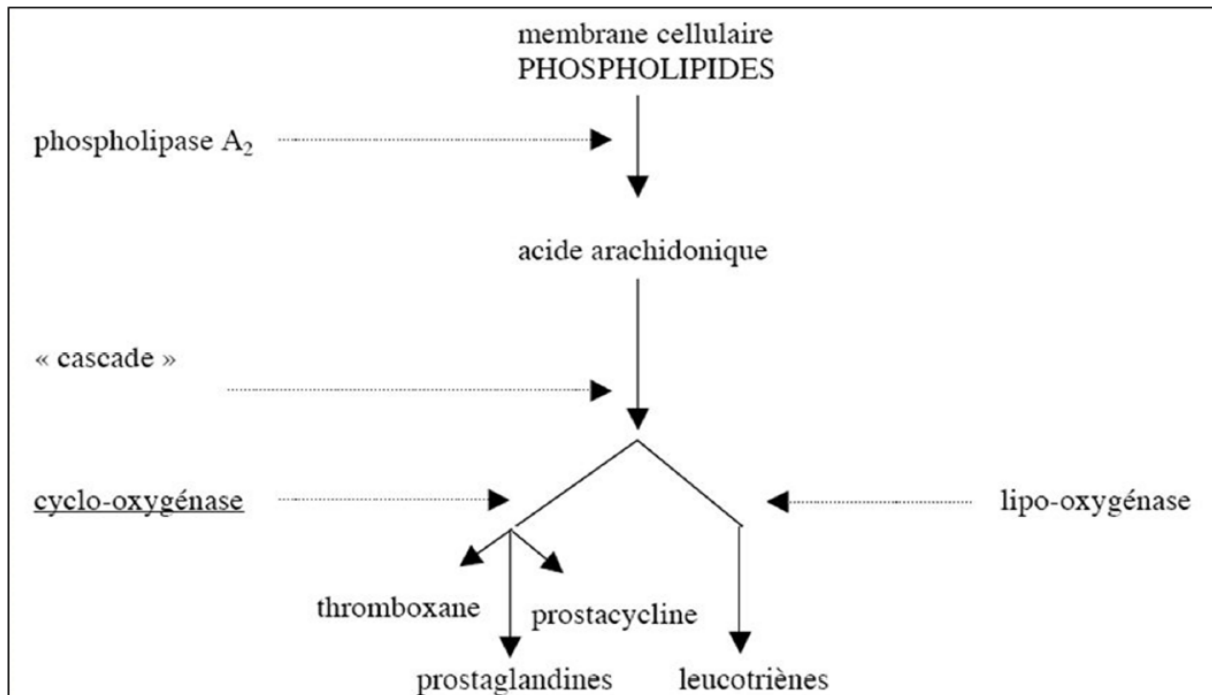 membrane cellulaire
PHOSPHOLIPIDES
phospholipase A₂
acide arachidonique
« cascade »
cyclo-oxygénase
lipo-oxygénase
thromboxane
prostacycline
prostaglandines
leucotriènes